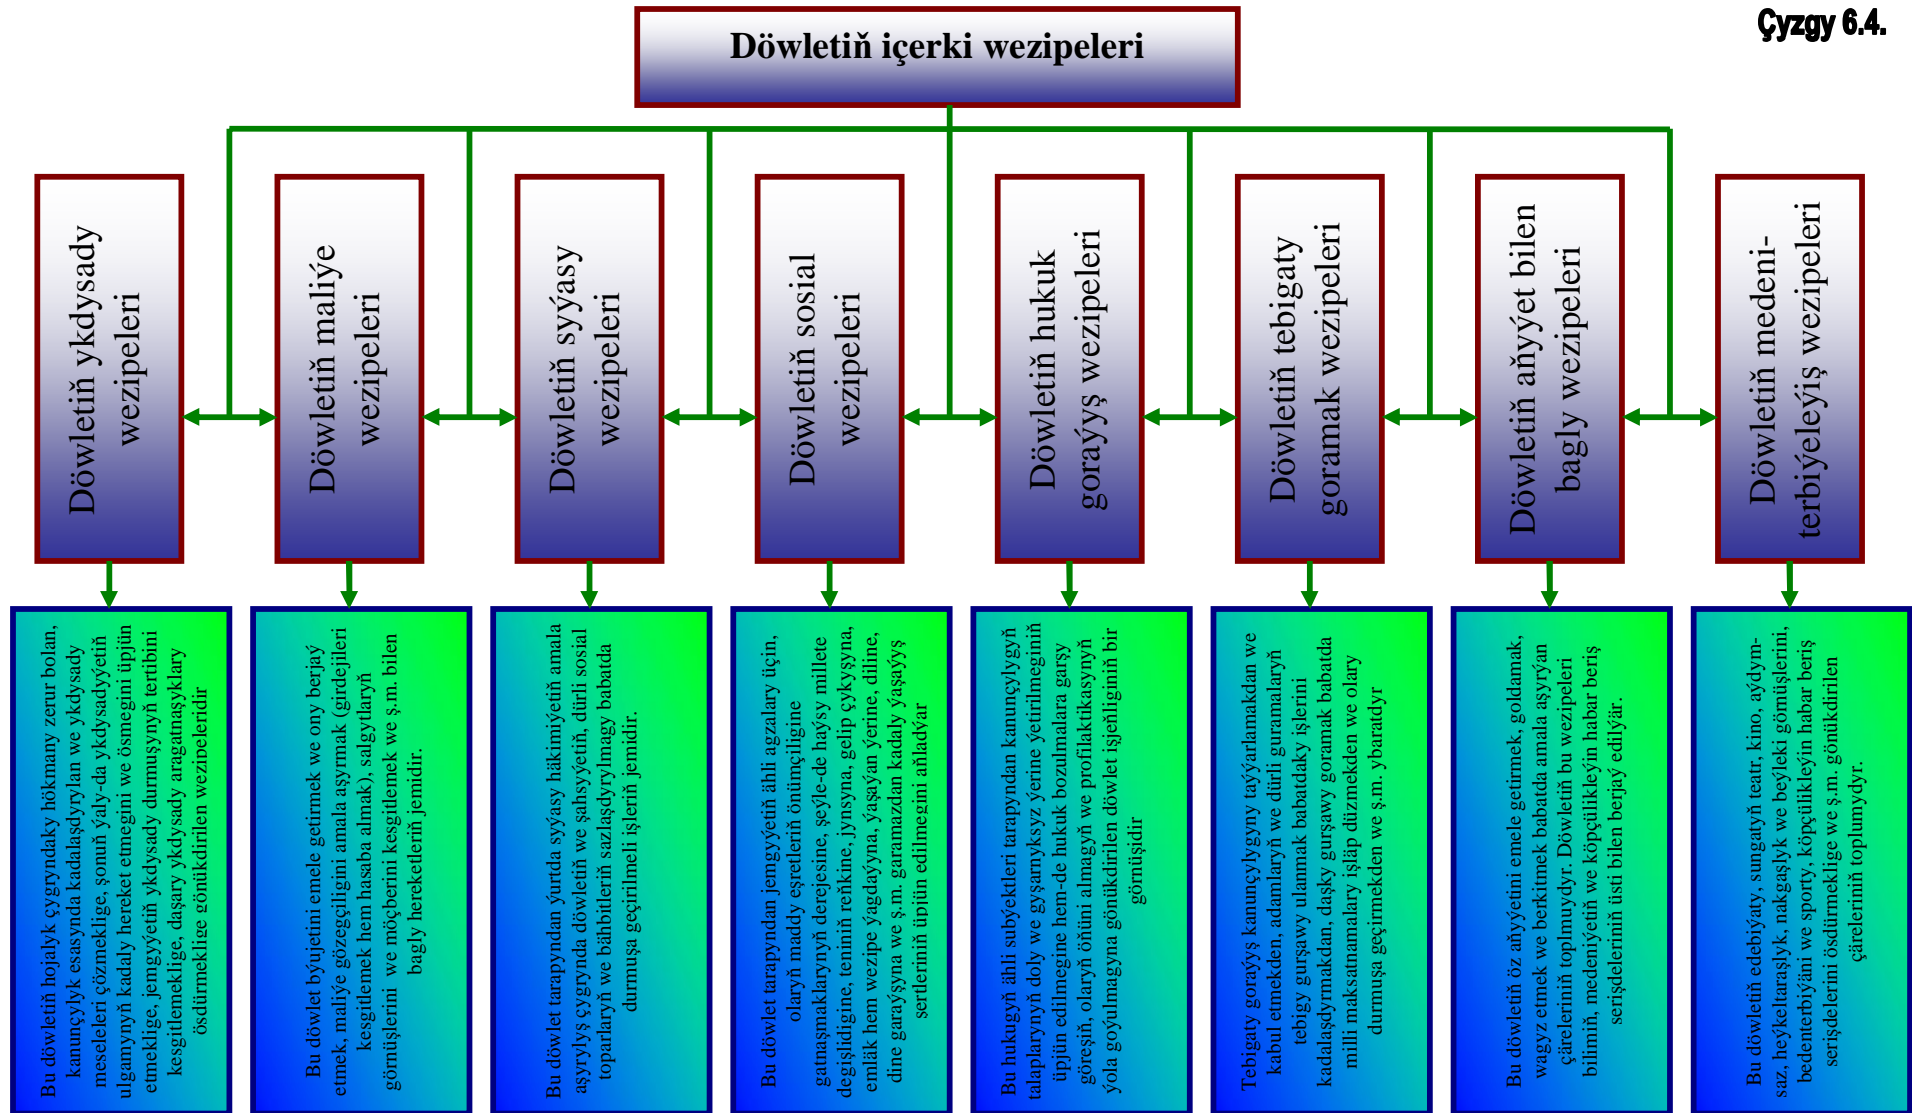 Çyzgy 6.4.
Döwletiň içerki wezipeleri
Döwletiň ykdysady
wezipeleri
Döwletiň maliýe
wezipeleri
Döwletiň syýasy
wezipeleri
Döwletiň sosial
wezipeleri
Döwletiň hukuk
goraýyş wezipeleri
Döwletiň tebigaty
goramak wezipeleri
Döwletiň aňyýet bilen
bagly wezipeleri
Döwletiň medeni-
terbiýeleýiş wezipeleri
Bu döwletiň hojalyk çygryndaky hökmany zerur bolan,
kanunçylyk esasynda kadalaşdyrylan we ykdysady
meseleleri çözmeklige, şonuň ýaly-da ykdysadyýetiň
ulgamynyň kadaly hereket etmegini we ösmegini üpjün
etmeklige, jemgyýetiň ykdysady durmuşynyň tertibini
kesgitlemeklige, daşary ykdysady aragatnaşyklary
ösdürmeklige gönükdirilen wezipeleridir
Bu döwlet býujetini emele getirmek we ony berjaý
etmek, maliýe gözegçiligini amala aşyrmak (girdejileri
kesgitlemek hem hasaba almak), salgytlaryň
görnüşlerini we möçberini kesgitlemek we ş.m. bilen
bagly hereketleriň jemidir.
Bu döwlet tarapyndan ýurtda syýasy häkimiýetiň amala
aşyrylyş çygrynda döwletiň we şahsyýetiň, dürli sosial
toparlaryň we bähbitleriň sazlaşdyrylmagy babatda
durmuşa geçirilmeli işleriň jemidir.
Bu döwlet tarapyndan jemgyýetiň ähli agzalary üçin,
olaryň maddy eşretleriň önümçiligine
gatnaşmaklarynyň derejesine, şeýle-de haýsy millete
degişlidigine, teniniň reňkine, jynsyna, gelip çykyşyna,
emläk hem wezipe ýagdaýyna, ýaşaýan ýerine, diline,
dine garaýşyna we ş.m. garamazdan kadaly ýaşaýyş
şertleriniň üpjün edilmegini aňladýar
Bu hukugyň ähli subýektleri tarapyndan kanunçylygyň
talaplarynyň doly we gyşarnyksyz ýerine ýetirilmeginiň
üpjün edilmegine hem-de hukuk bozulmalara garşy
göreşiň, olaryň öňüni almagyň we profilaktikasynyň
ýola goýulmagyna gönükdirilen döwlet işjeňliginiň bir
görnüşidir
Tebigaty goraýyş kanunçylygyny taýýarlamakdan we
kabul etmekden, adamlaryň we dürli guramalaryň
tebigy gurşawy ulanmak babatdaky işlerini
kadalaşdyrmakdan, daşky gurşawy goramak babatda
milli maksatnamalary işläp düzmekden we olary
durmuşa geçirmekden we ş.m. ybaratdyr
Bu döwletiň öz aňyýetini emele getirmek, goldamak,
wagyz etmek we berkitmek babatda amala aşyrýan
çäreleriniň toplmuydyr. Döwletiň bu wezipeleri
bilimiň, medeniýetiň we köpçülikleýin habar beriş
serişdeleriniň üsti bilen berjaý edilýär.
Bu döwletiň edebiýaty, sungatyň teatr, kino, aýdym-
saz, heýkeltaraşlyk, nakgaşlyk we beýleki görnüşlerini,
bedenterbiýäni we sporty, köpçülikleýin habar beriş
serişdelerini ösdürmeklige we ş.m. gönükdirilen
çäreleriniň toplumydyr.